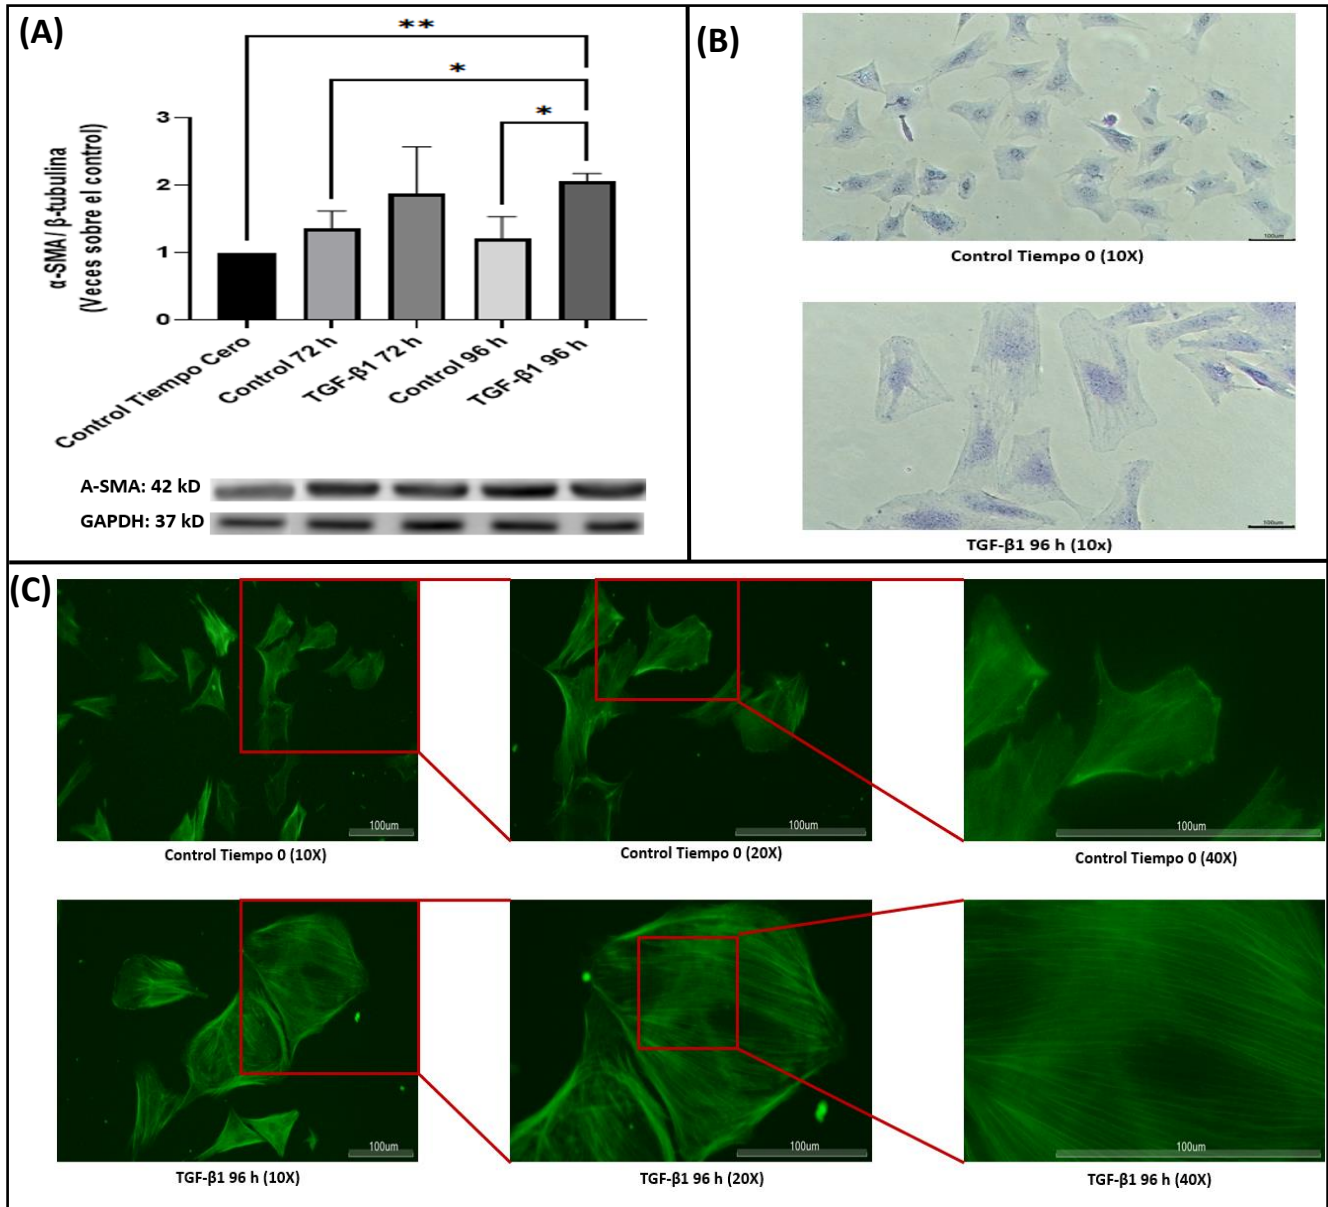 (A)
**
*
*
α-SMA/ β-tubulina
(Veces sobre el control)
3
2
1
0
Control Tiempo Cero
Control 72 h
TGF-β1 72 h
Control 96 h
TGF-β1 96 h
A-SMA: 42 kD
GAPDH: 37 kD
(B)
100um
Control Tiempo 0 (10X)
100um
TGF-β1 96 h (10x)
(C)
100um
100um
100um
Control Tiempo 0 (10X)
Control Tiempo 0 (20X)
Control Tiempo 0 (40X)
100um
100um
100um
TGF-β1 96 h (10X)
TGF-β1 96 h (20X)
TGF-β1 96 h (40X)